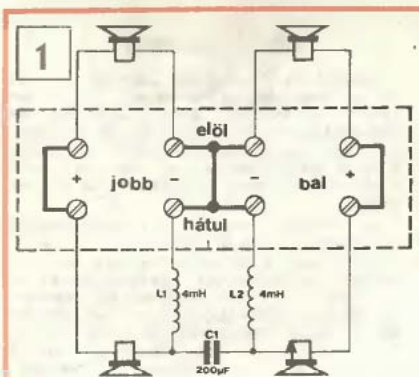 1
elöl
+ jobb - - bal +
hátul
L1 4mH L2 4mH
C1
200µF